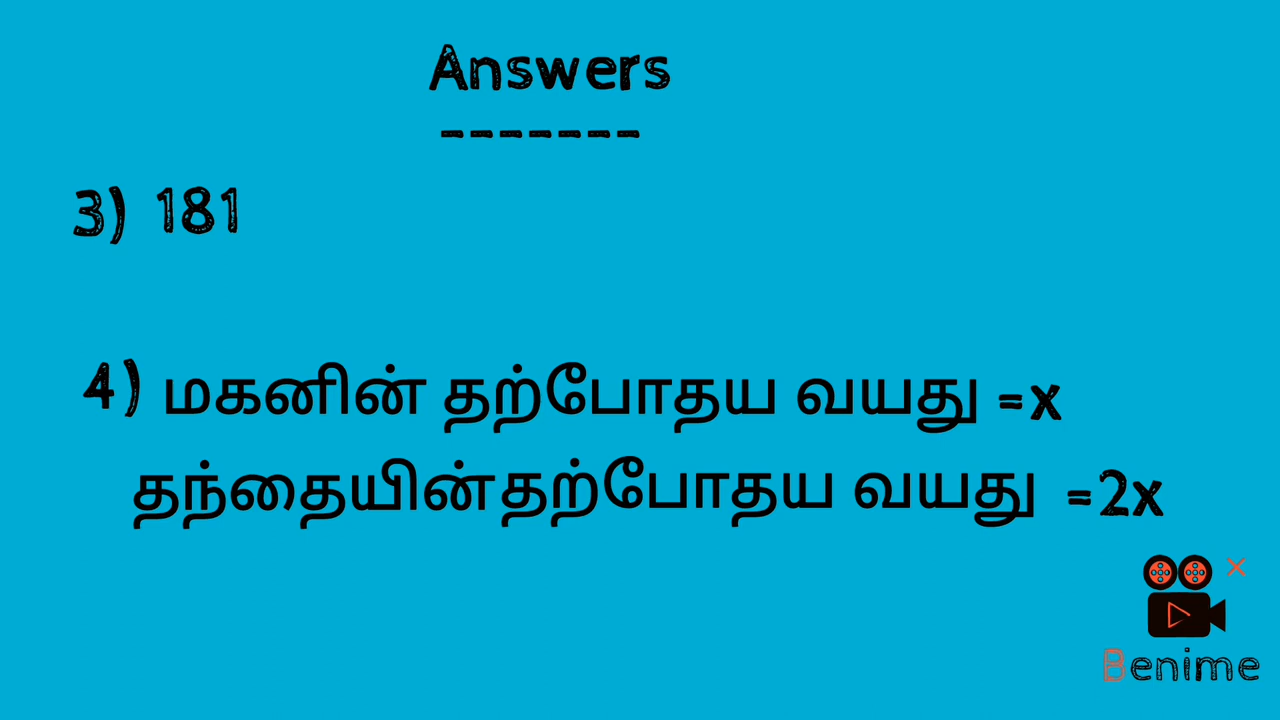 Answers
-------
3) 181
4) மகனின் தற்போதய வயது =x
தந்தையின்தற்போதய வயது =2x
Benime